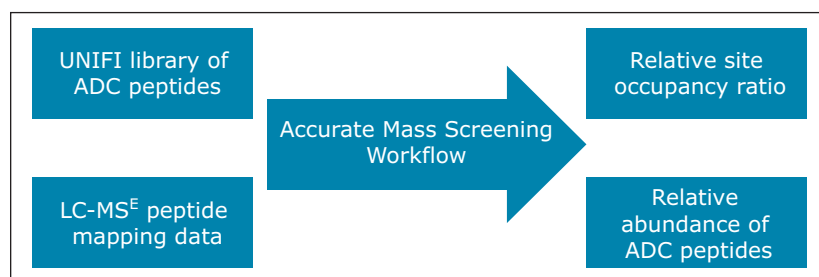 UNIFI library of
ADC peptides
LC-MSᴱ peptide
mapping data
Accurate Mass Screening
Workflow
Relative site
occupancy ratio
Relative
abundance of
ADC peptides